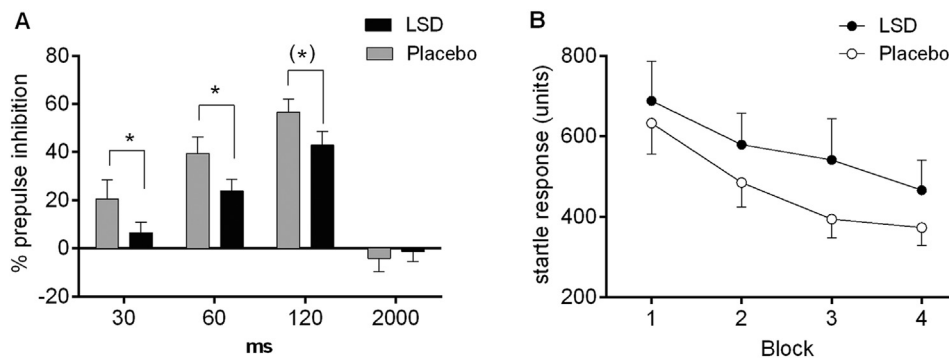 A
LSD
Placebo
% prepulse inhibition
80
60
40
20
0
-20
*
*
(*)
30 60 120 2000
ms
B
LSD
Placebo
startle response (units)
800
600
400
200
1 2 3 4
Block